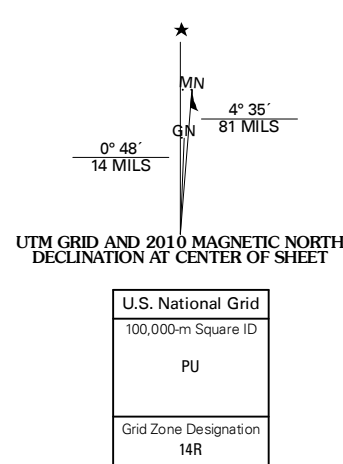 MN
4° 35´
81 MILS
GN
0° 48´
14 MILS
UTM GRID AND 2010 MAGNETIC NORTH
DECLINATION AT CENTER OF SHEET
U.S. National Grid
100,000-m Square ID
PU
Grid Zone Designation
14R